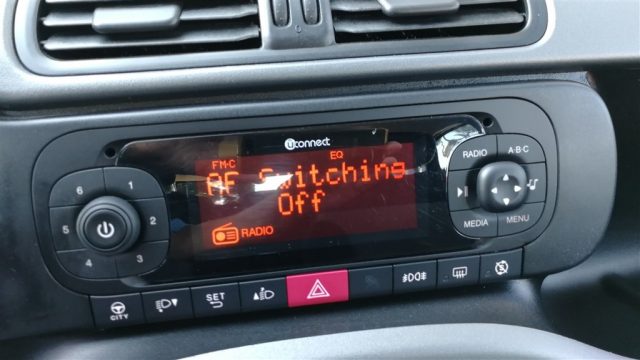 uconnect
FM-C EQ
AF Switching
Off
RADIO
6 1
5 2
4 3
RADIO A·B·C
MEDIA MENU
CITY
SET